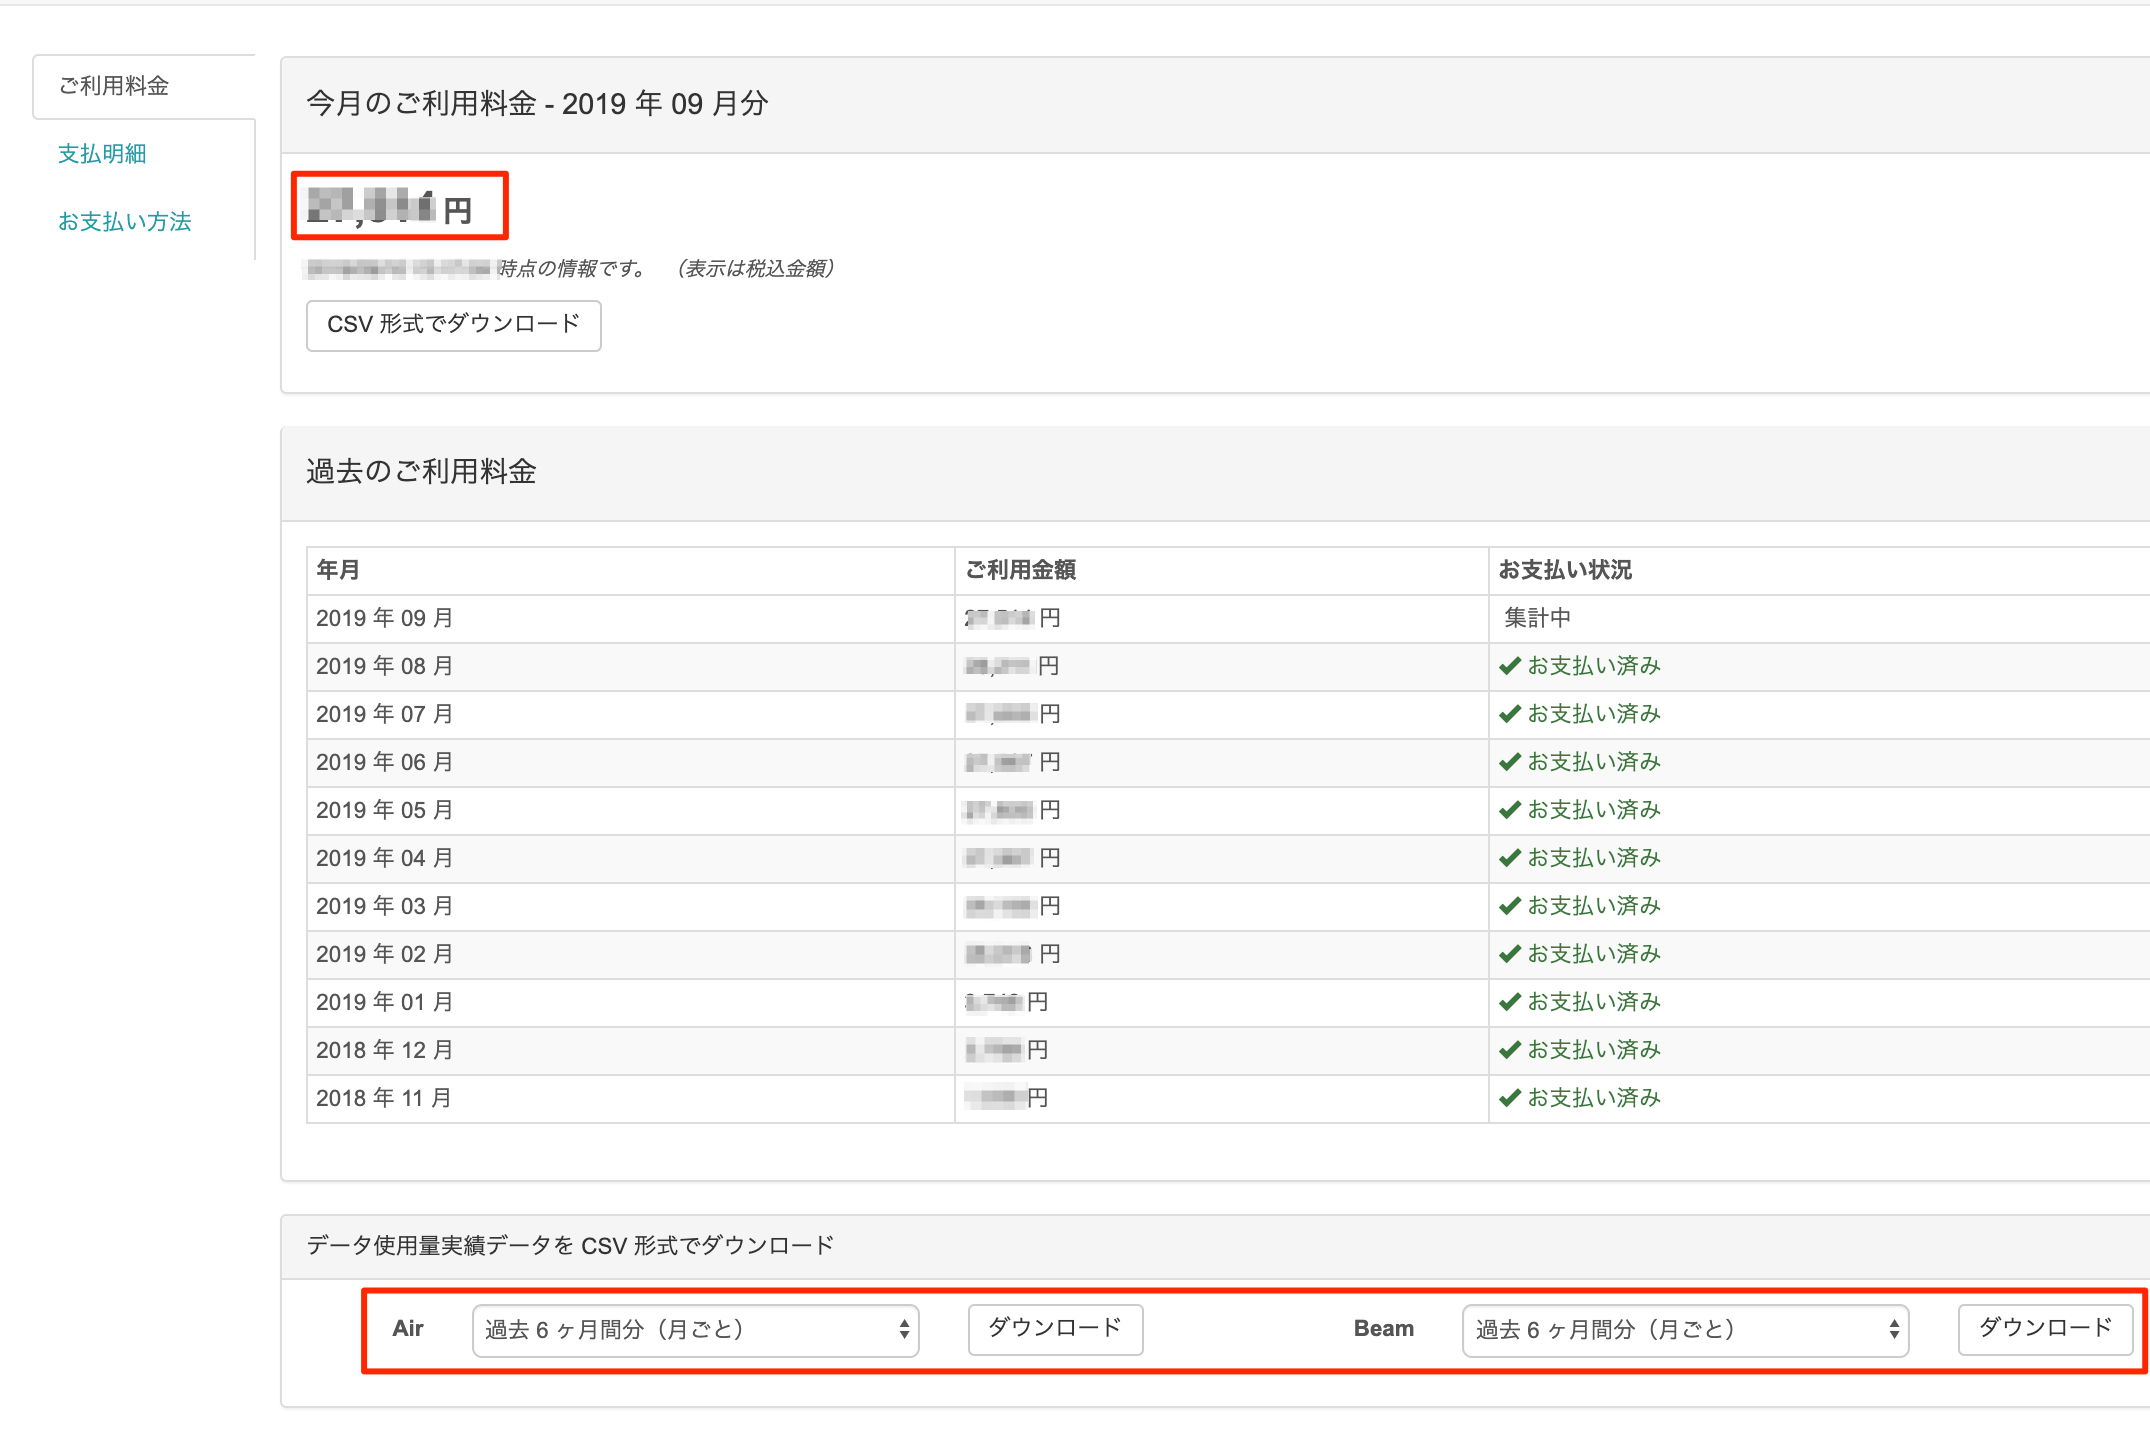 ご利用料金
支払明細
お支払い方法
今月のご利用料金 - 2019 年 09 月分
円
時点の情報です。 （表示は税込金額）
CSV 形式でダウンロード
過去のご利用料金
年月 ご利用金額 お支払い状況
2019 年 09 月 円 集計中
2019 年 08 月 円 お支払い済み
2019 年 07 月 円 お支払い済み
2019 年 06 月 円 お支払い済み
2019 年 05 月 円 お支払い済み
2019 年 04 月 円 お支払い済み
2019 年 03 月 円 お支払い済み
2019 年 02 月 円 お支払い済み
2019 年 01 月 円 お支払い済み
2018 年 12 月 円 お支払い済み
2018 年 11 月 円 お支払い済み
データ使用量実績データを CSV 形式でダウンロード
Air 過去 6 ヶ月間分（月ごと） ダウンロード Beam 過去 6 ヶ月間分（月ごと） ダウンロード